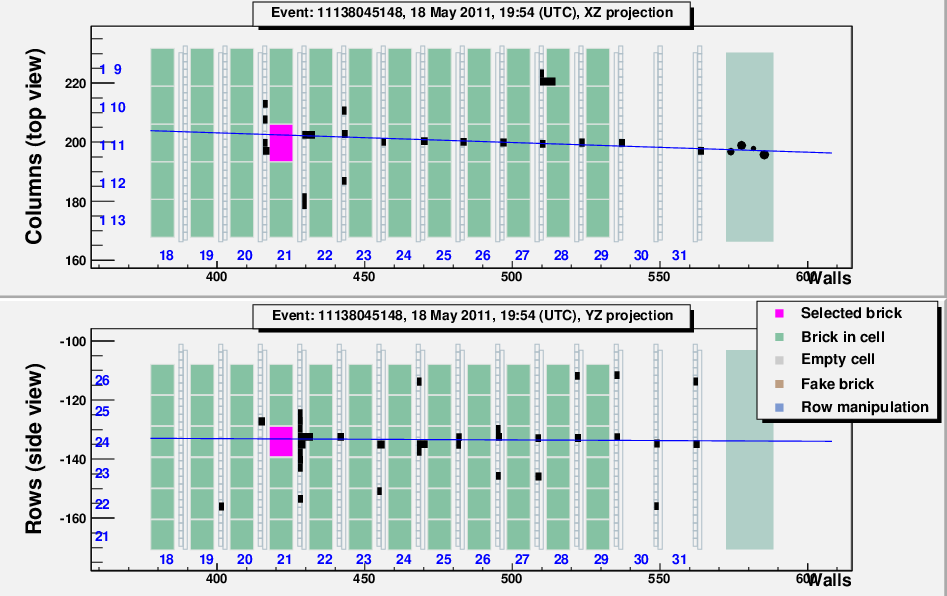 Event: 11138045148, 18 May 2011, 19:54 (UTC), XZ projection
Columns (top view)
220
200
180
160
1 9
1 10
1 11
1 12
1 13
18 19 20 21 22 23 24 25 26 27 28 29 30 31
400 450 500 550 600
Walls
Event: 11138045148, 18 May 2011, 19:54 (UTC), YZ projection
Selected brick
Brick in cell
Empty cell
Fake brick
Row manipulation
Rows (side view)
-100
-120
-140
-160
26
25
24
23
22
21
18 19 20 21 22 23 24 25 26 27 28 29 30 31
400 450 500 550 600
Walls